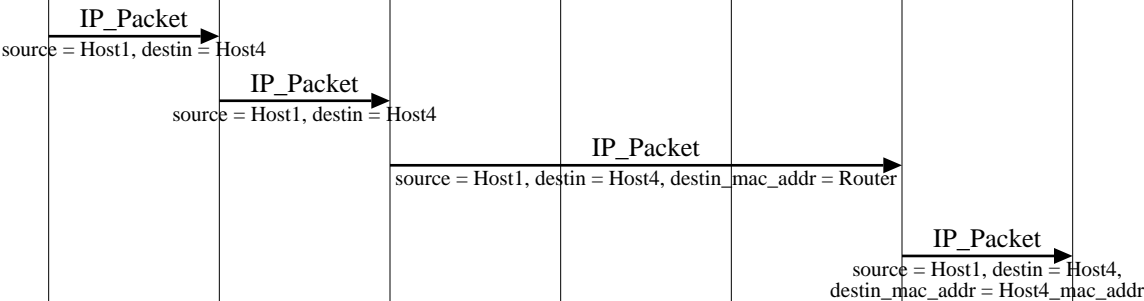 IP_Packet
source = Host1, destin = Host4
IP_Packet
source = Host1, destin = Host4
IP_Packet
source = Host1, destin = Host4, destin_mac_addr = Router
IP_Packet
source = Host1, destin = Host4,
destin_mac_addr = Host4_mac_addr